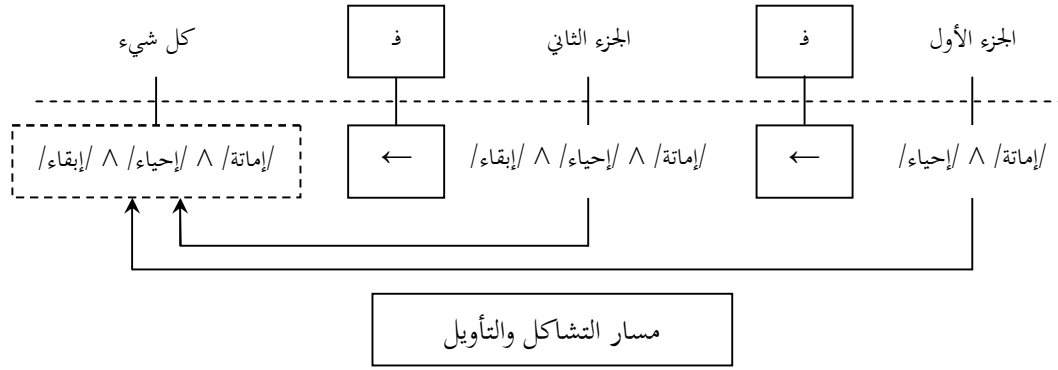 الجزء الأول ف الجزء الثاني ف كل شيء
/إماتة/ ∧ /إحياء/ ← /إماتة/ ∧ /إحياء/ ∧ /إبقاء/ ← /إماتة/ ∧ /إحياء/ ∧ /إبقاء/
مسار التشاكل والتأويل